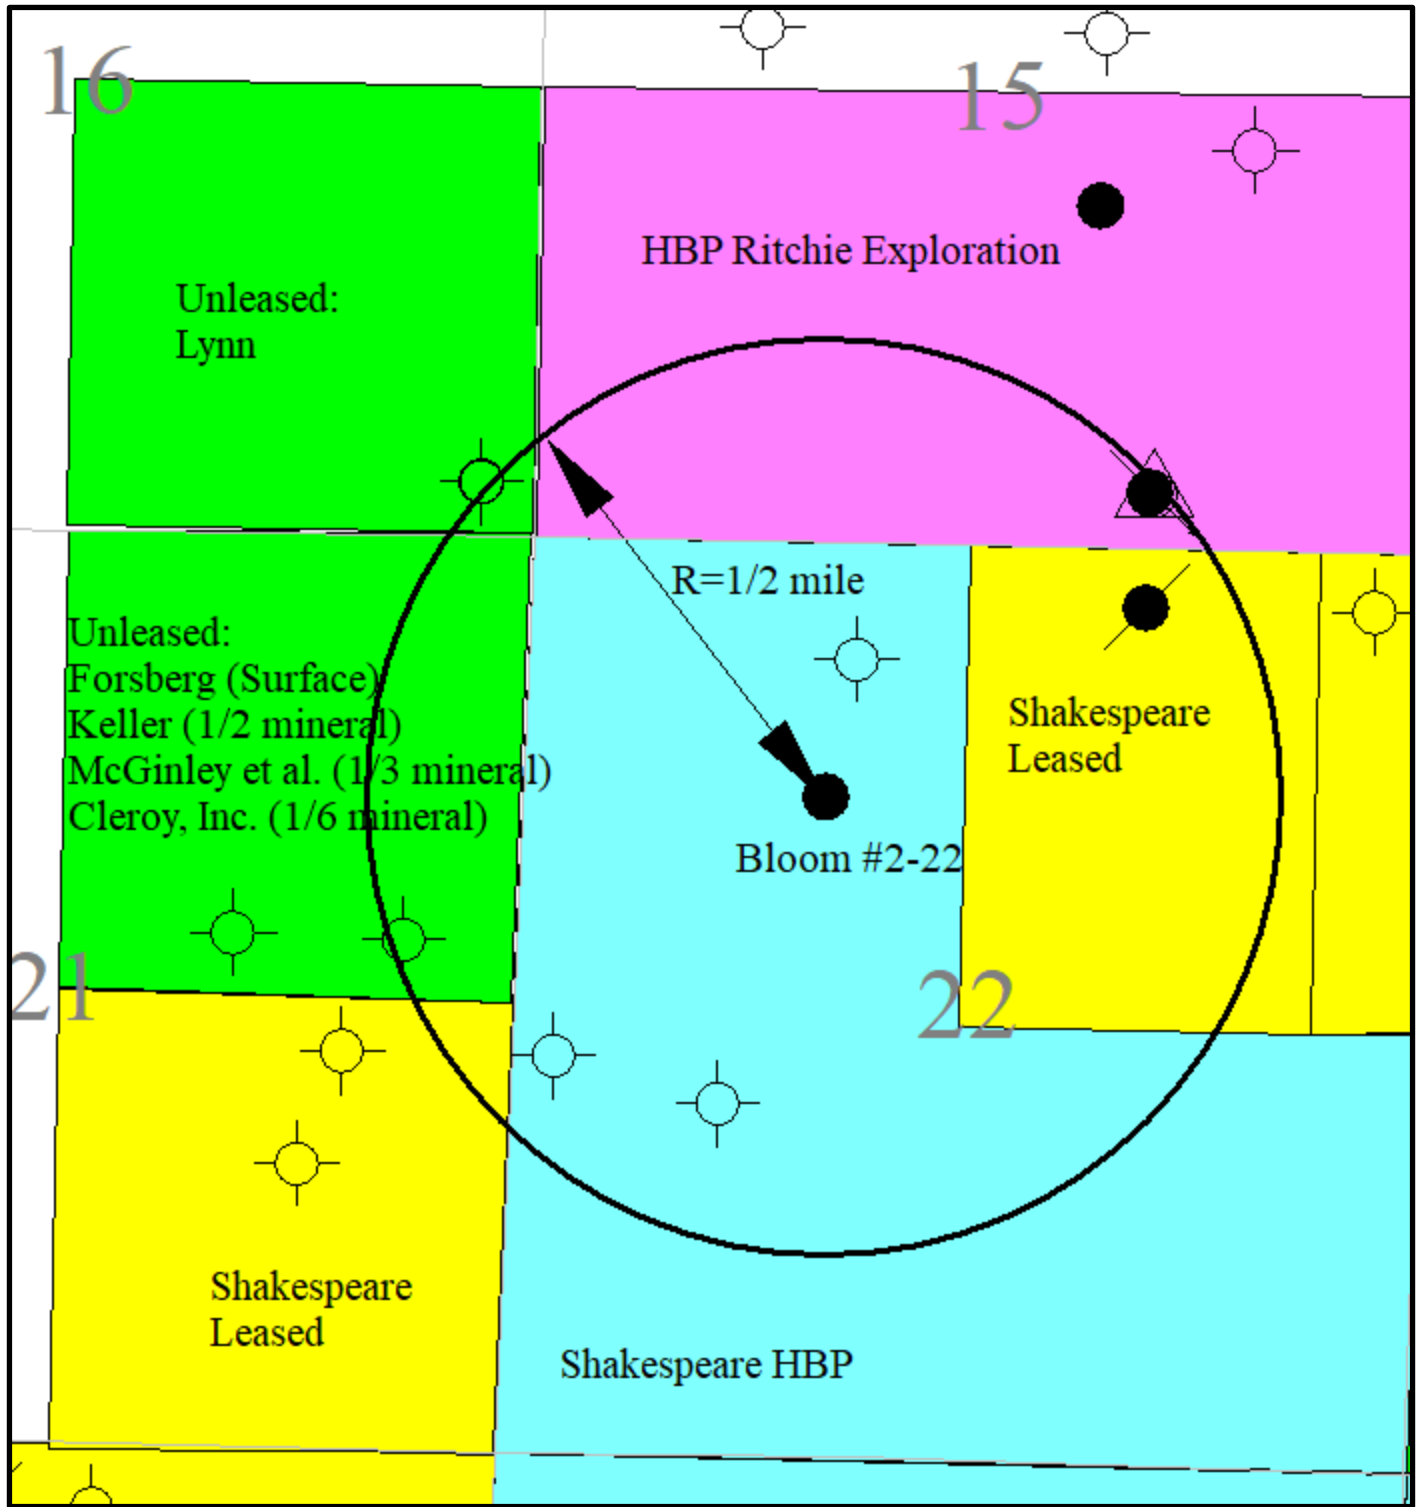 16
15
HBP Ritchie Exploration
Unleased:
Lynn
R=1/2 mile
Unleased:
Forsberg (Surface)
Keller (1/2 mineral)
McGinley et al. (1/3 mineral)
Cleroy, Inc. (1/6 mineral)
Shakespeare
Leased
Bloom #2-22
21
22
Shakespeare
Leased
Shakespeare HBP